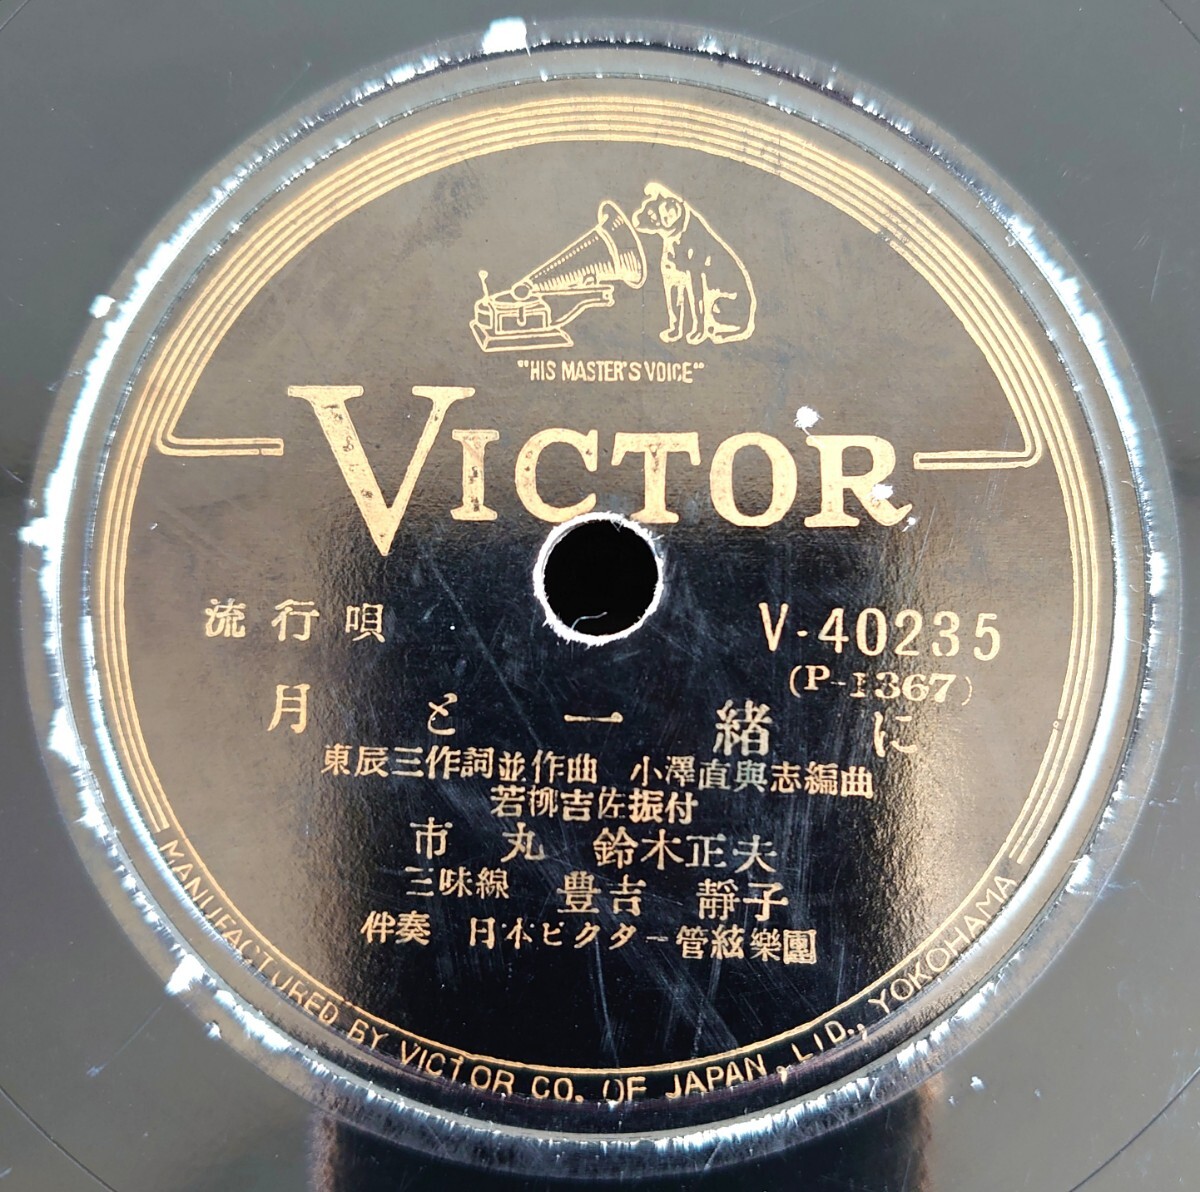 "HIS MASTER'S VOICE"
VICTOR
流行唄
V-40235
(P-1367)
月と一緒に
東辰三作詞並作曲 小澤直與志編曲
若柳吉佐振付
市丸 鈴木正夫
三味線 豊吉 靜子
伴奏 日本ビクター管絃樂團
MANUFACTURED BY VICTOR CO. OF JAPAN, LTD., YOKOHAMA